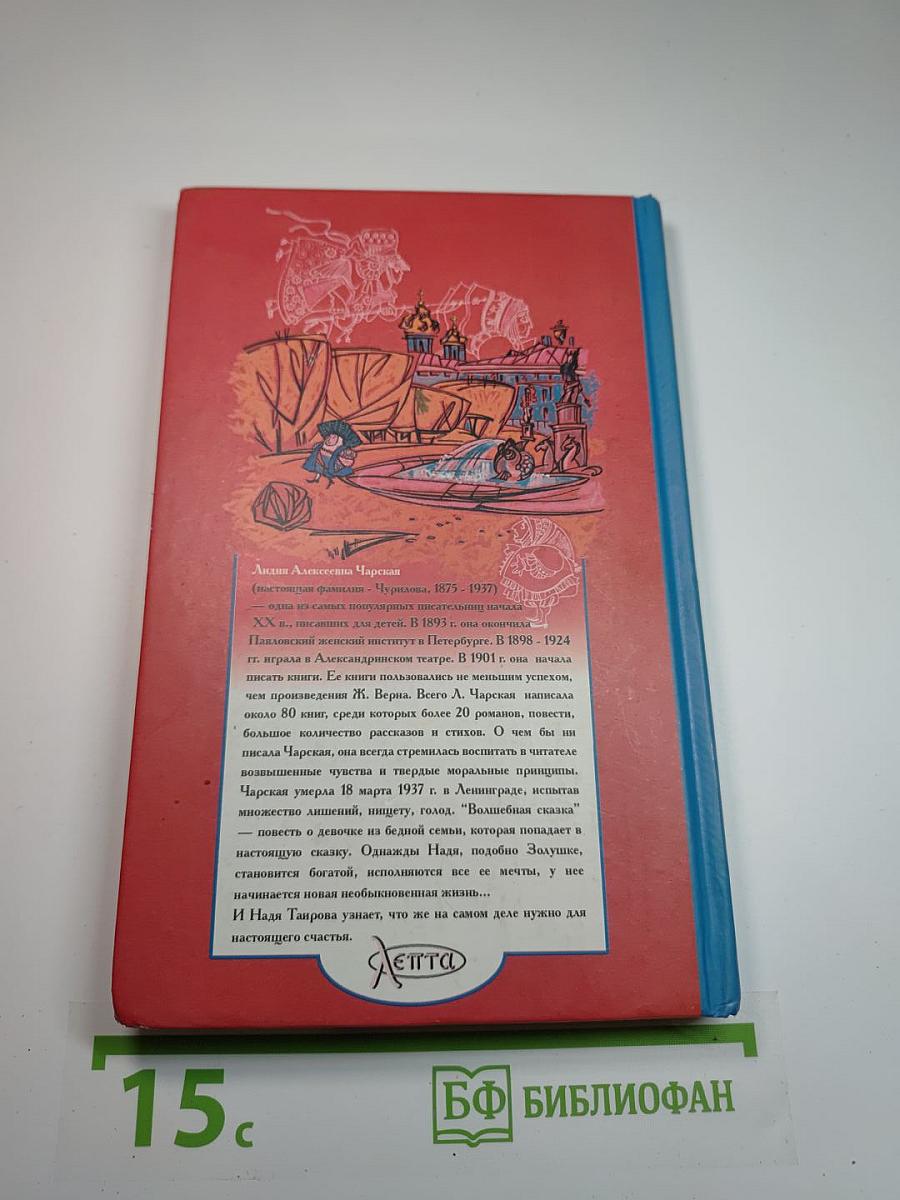 Лидия Алексеевна Чарская
(настоящая фамилия - Чурилова, 1875 - 1937)
— одна из самых популярных писательниц начала
XX в., писавших для детей. В 1893 г. она окончила
Павловский женский институт в Петербурге. В 1898 - 1924
гг. играла в Александринском театре. В 1901 г. она начала
писать книги. Ее книги пользовались не меньшим успехом,
чем произведения Ж. Верна. Всего Л. Чарская написала
около 80 книг, среди которых более 20 романов, повести,
большое количество рассказов и стихов. О чем бы ни
писала Чарская, она всегда стремилась воспитать в читателе
возвышенные чувства и твердые моральные принципы.
Чарская умерла 18 марта 1937 г. в Ленинграде, испытав
множество лишений, нищету, голод. "Волшебная сказка"
— повесть о девочке из бедной семьи, которая попадает в
настоящую сказку. Однажды Надя, подобно Золушке,
становится богатой, исполняются все ее мечты, у нее
начинается новая необыкновенная жизнь...
И Надя Таирова узнает, что же на самом деле нужно для
настоящего счастья.
Лепта
15 с
БФ БИБЛИОФАН